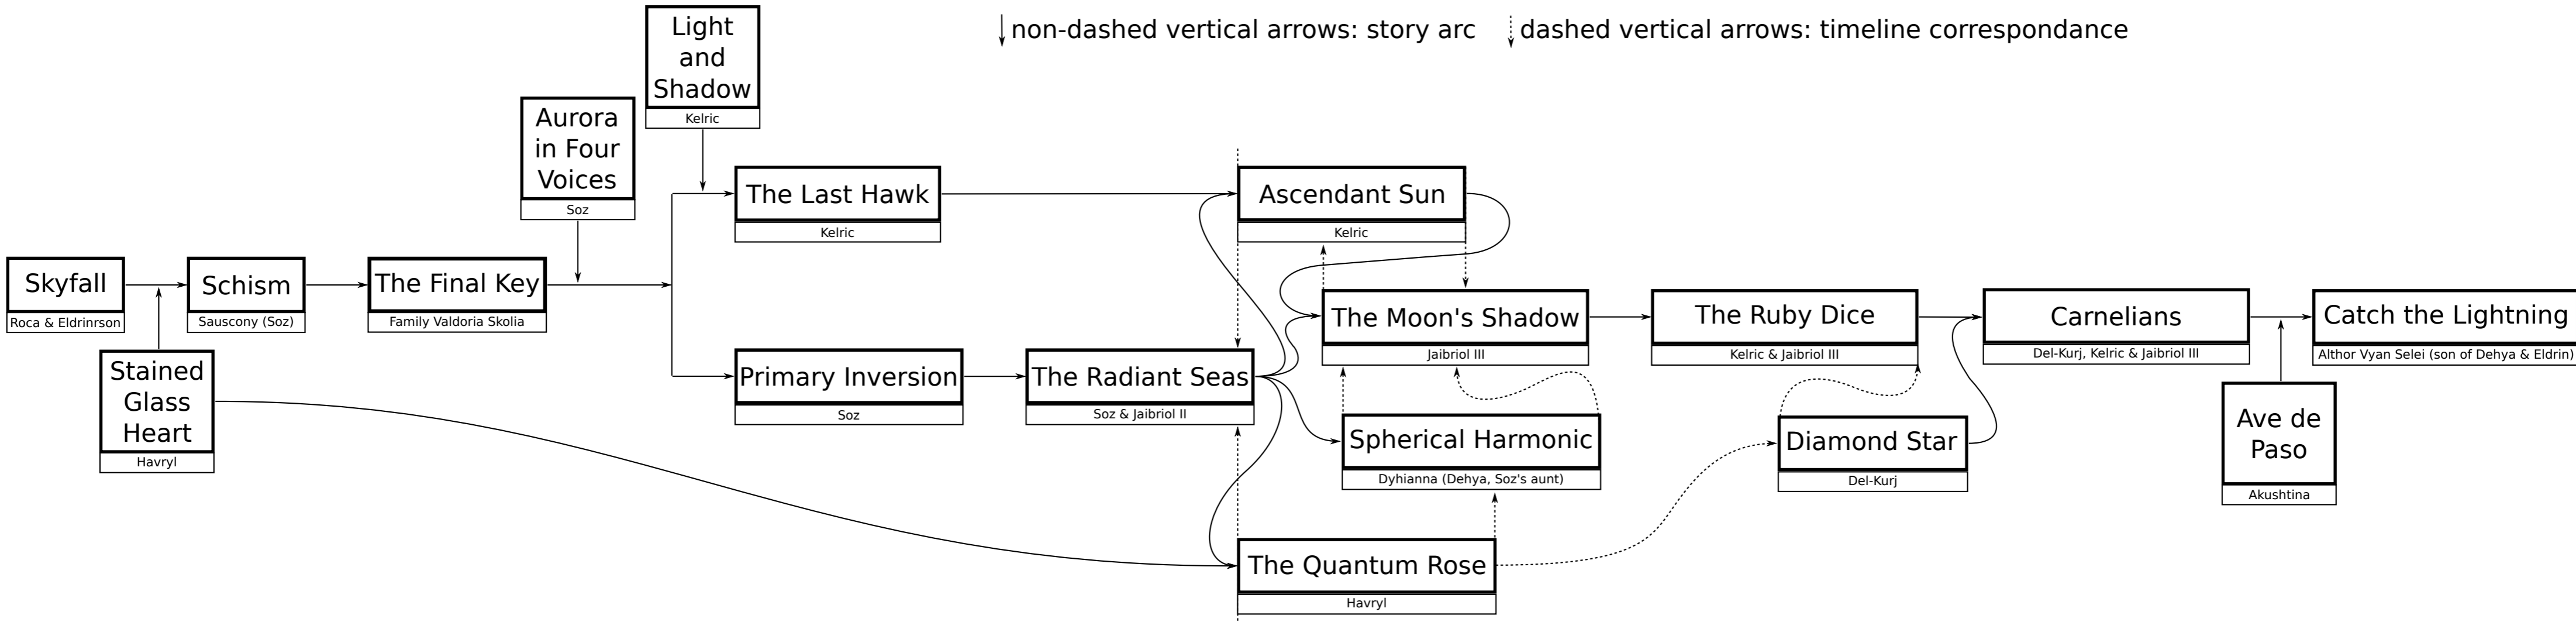 Light
and
Shadow
Kelric
non-dashed vertical arrows: story arc
dashed vertical arrows: timeline correspondance
Aurora
in Four
Voices
Soz
The Last Hawk
Kelric
Ascendant Sun
Kelric
Skyfall
Roca & Eldrinrson
Schism
Sauscony (Soz)
The Final Key
Family Valdoria Skolia
The Moon's Shadow
Jaibriol III
The Ruby Dice
Kelric & Jaibriol III
Carnelians
Del-Kurj, Kelric & Jaibriol III
Catch the Lightning
Althor Vyan Selei (son of Dehya & Eldrin)
Stained
Glass
Heart
Havryl
Primary Inversion
Soz
The Radiant Seas
Soz & Jaibriol II
Spherical Harmonic
Dyhianna (Dehya, Soz's aunt)
Diamond Star
Del-Kurj
Ave de
Paso
Akushtina
The Quantum Rose
Havryl